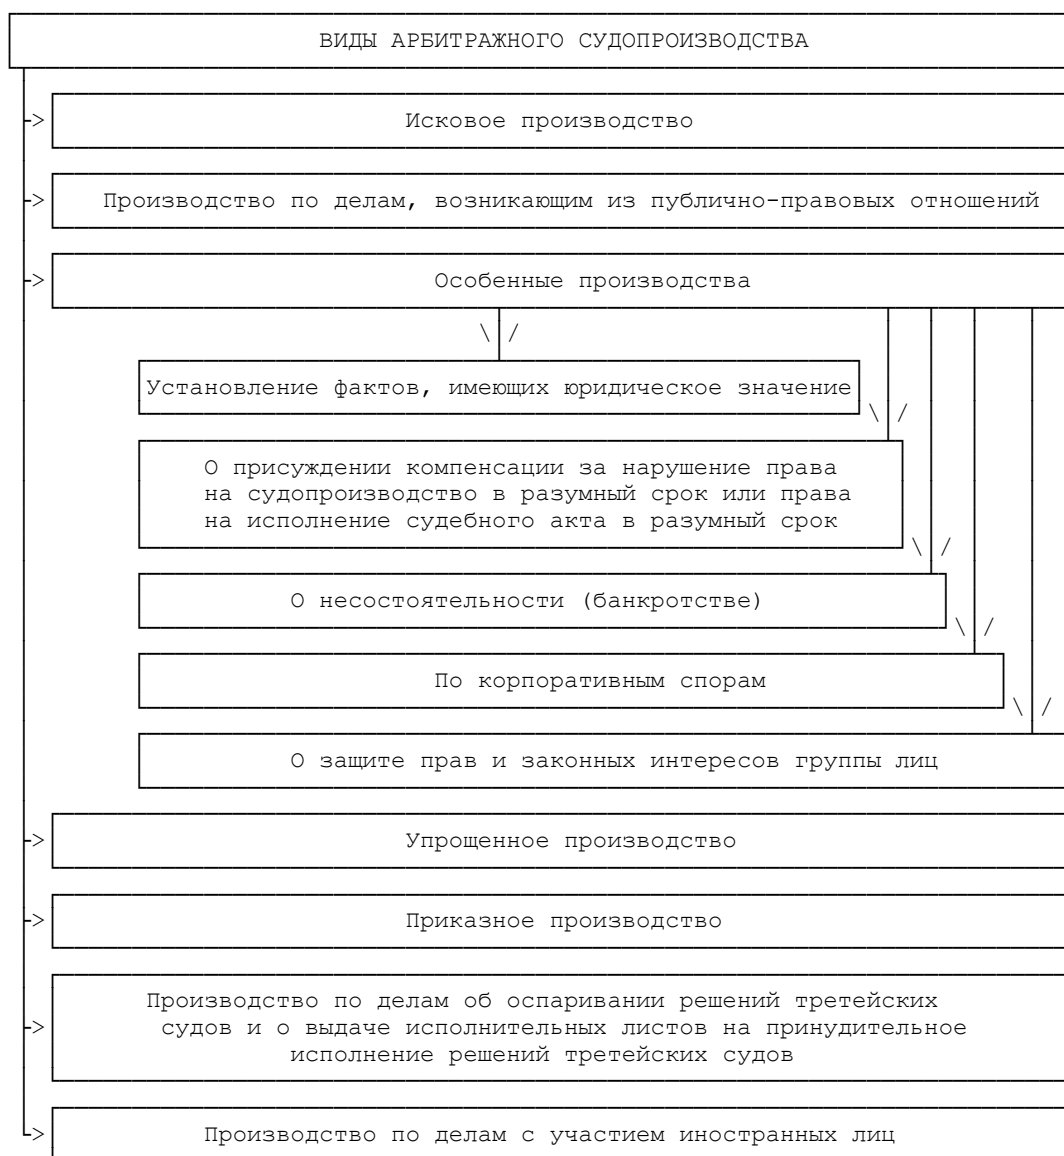 ВИДЫ АРБИТРАЖНОГО СУДОПРОИЗВОДСТВА
Исковое производство
Производство по делам, возникающим из публично-правовых отношений
Особенные производства
Установление фактов, имеющих юридическое значение
О присуждении компенсации за нарушение права
на судопроизводство в разумный срок или права
на исполнение судебного акта в разумный срок
О несостоятельности (банкротстве)
По корпоративным спорам
О защите прав и законных интересов группы лиц
Упрощенное производство
Приказное производство
Производство по делам об оспаривании решений третейских
судов и о выдаче исполнительных листов на принудительное
исполнение решений третейских судов
Производство по делам с участием иностранных лиц